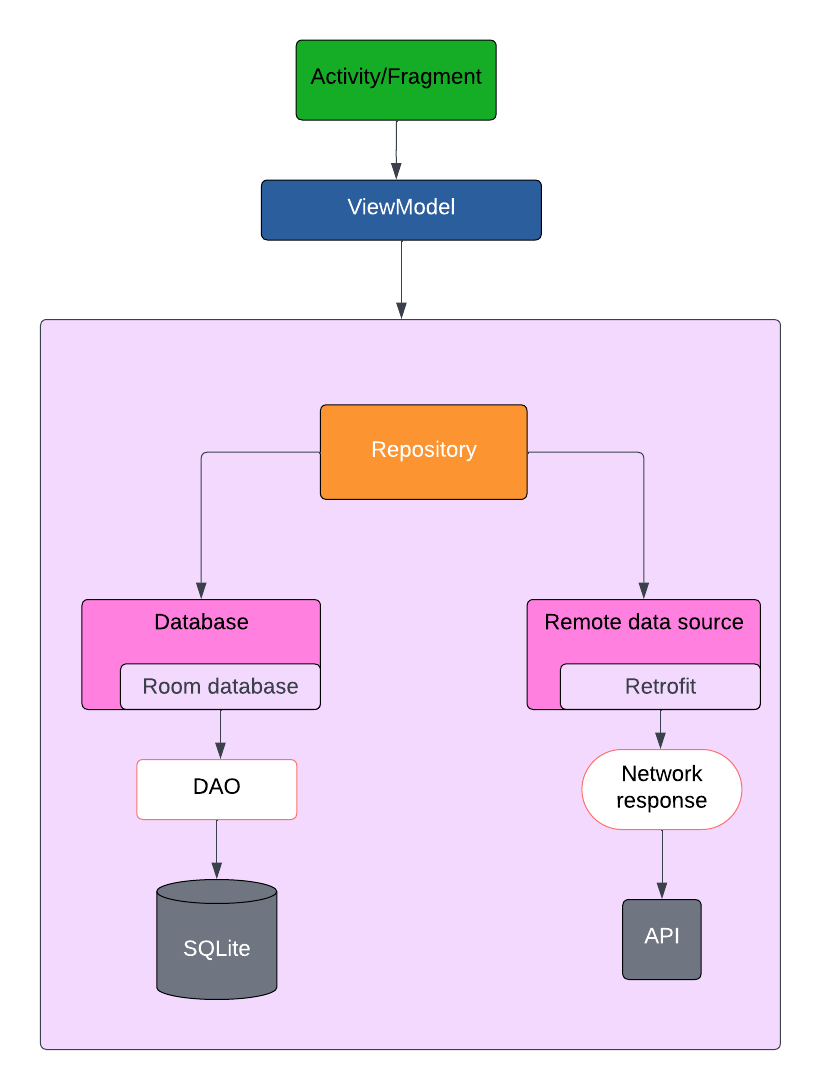 Activity/Fragment
ViewModel
Repository
Database
Room database
DAO
SQLite
Remote data source
Retrofit
Network
response
API